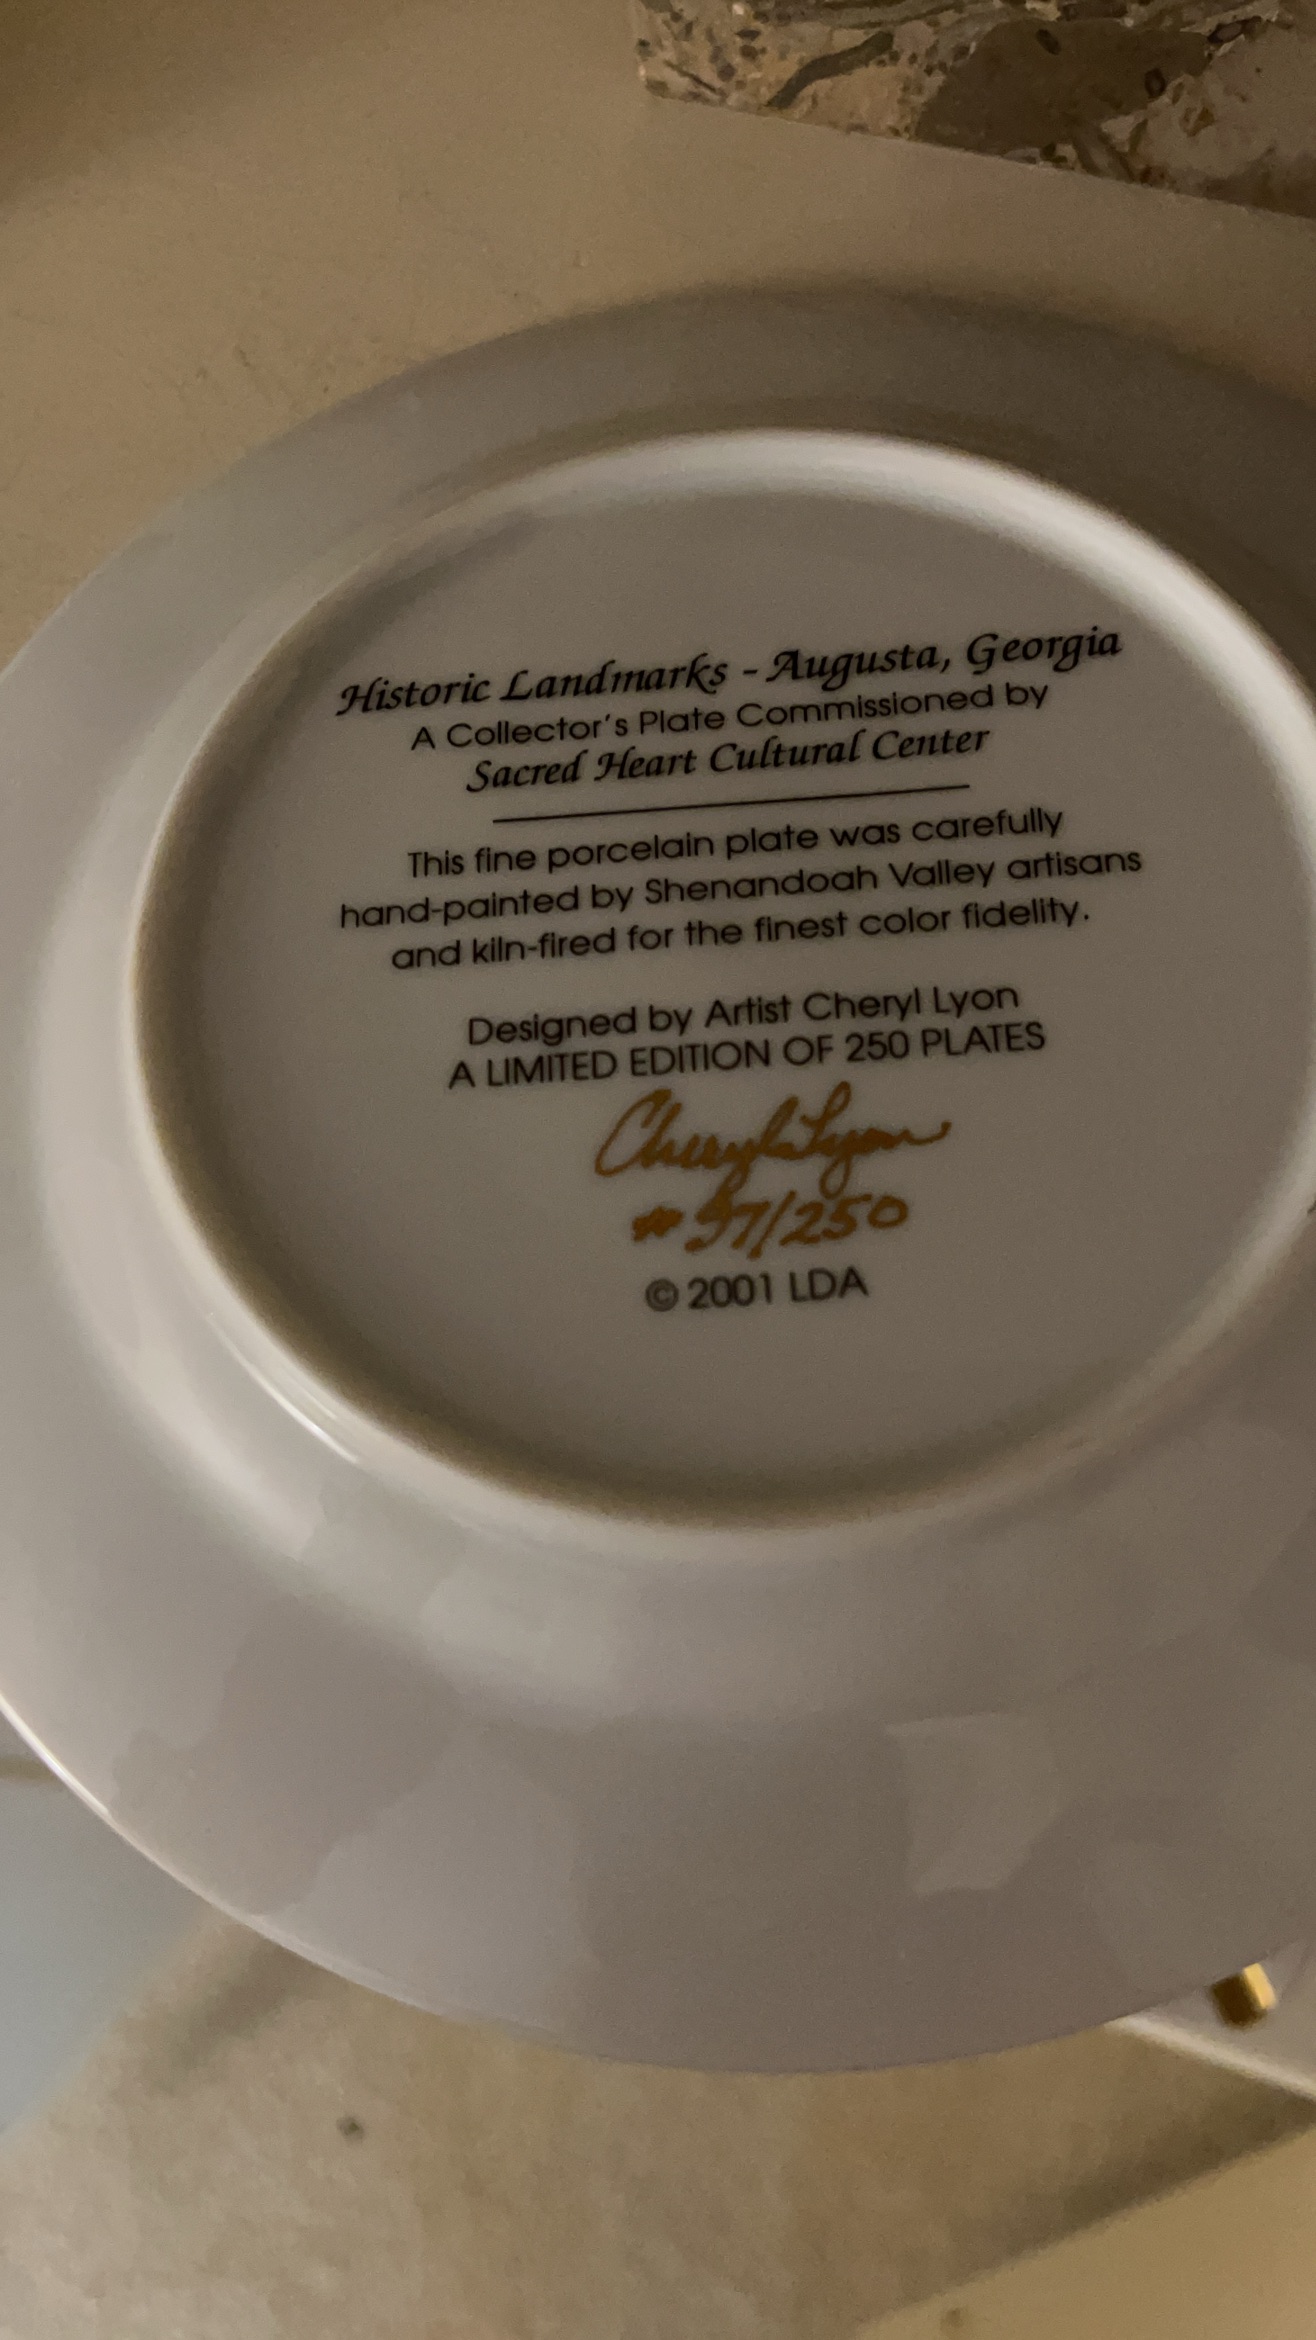 Historic Landmarks - Augusta, Georgia
A Collector's Plate Commissioned by
Sacred Heart Cultural Center
This fine porcelain plate was carefully
hand-painted by Shenandoah Valley artisans
and kiln-fired for the finest color fidelity.
Designed by Artist Cheryl Lyon
A LIMITED EDITION OF 250 PLATES
Cheryl Lyon
# 57/250
© 2001 LDA